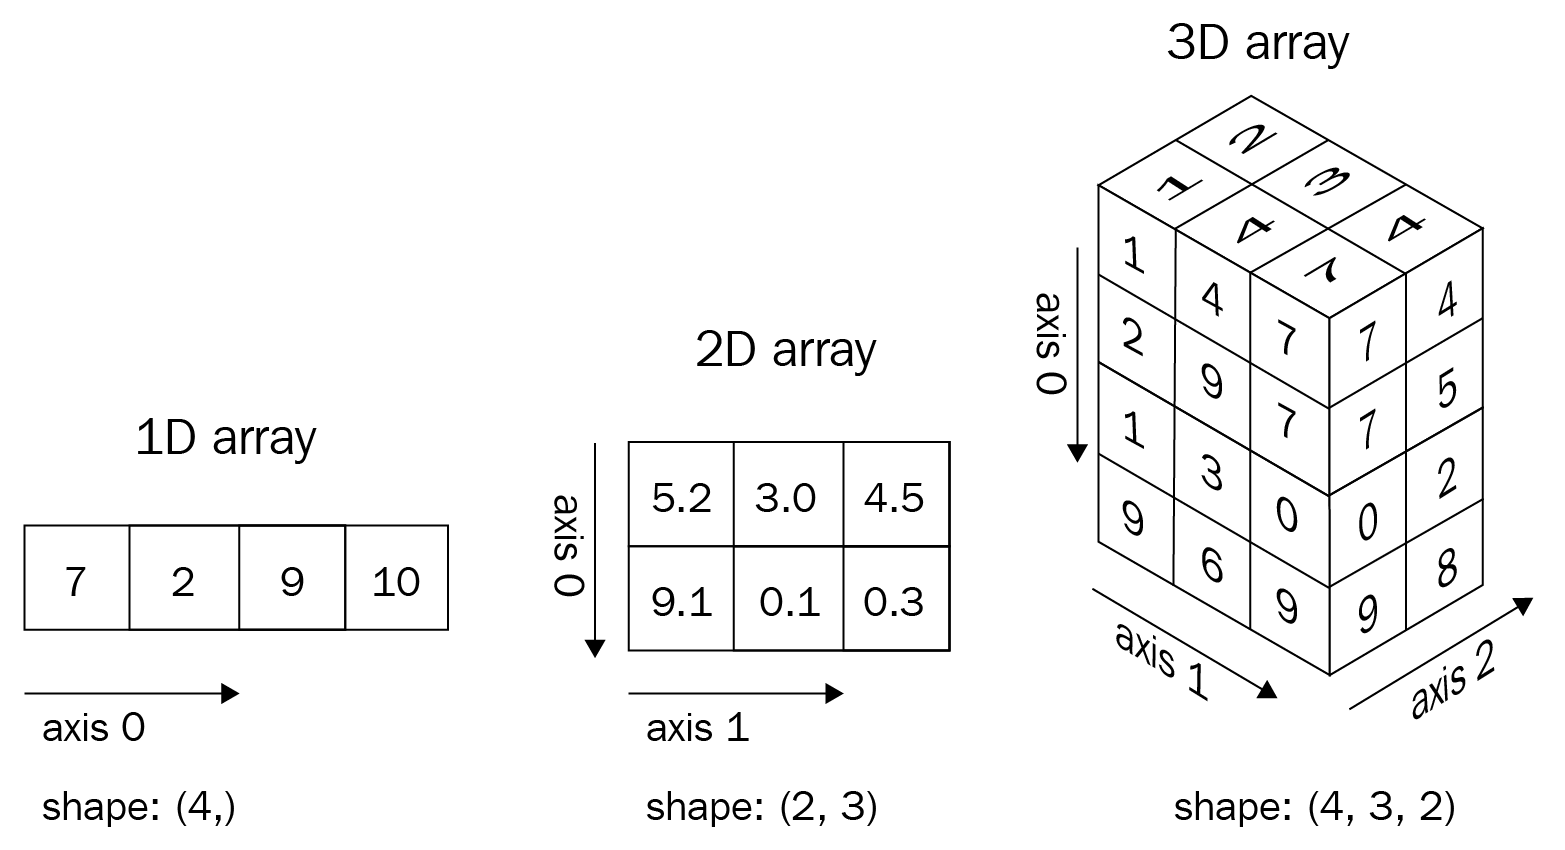 3D array
2
1 3
4 4
7
1 4 7 7 4
2 9 7 7 5
1 3 0 0 2
9 6 9 9 8
axis 0
axis 1
axis 2
shape: (4, 3, 2)
2D array
5.2 3.0 4.5
9.1 0.1 0.3
axis 0
axis 1
shape: (2, 3)
1D array
7 2 9 10
axis 0
shape: (4,)